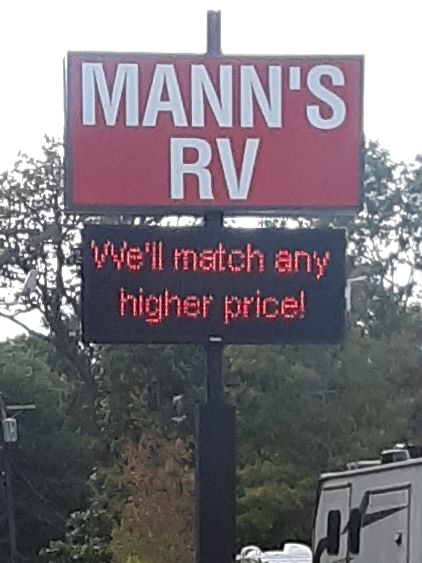 MANN'S
RV
We'll match any
higher price!